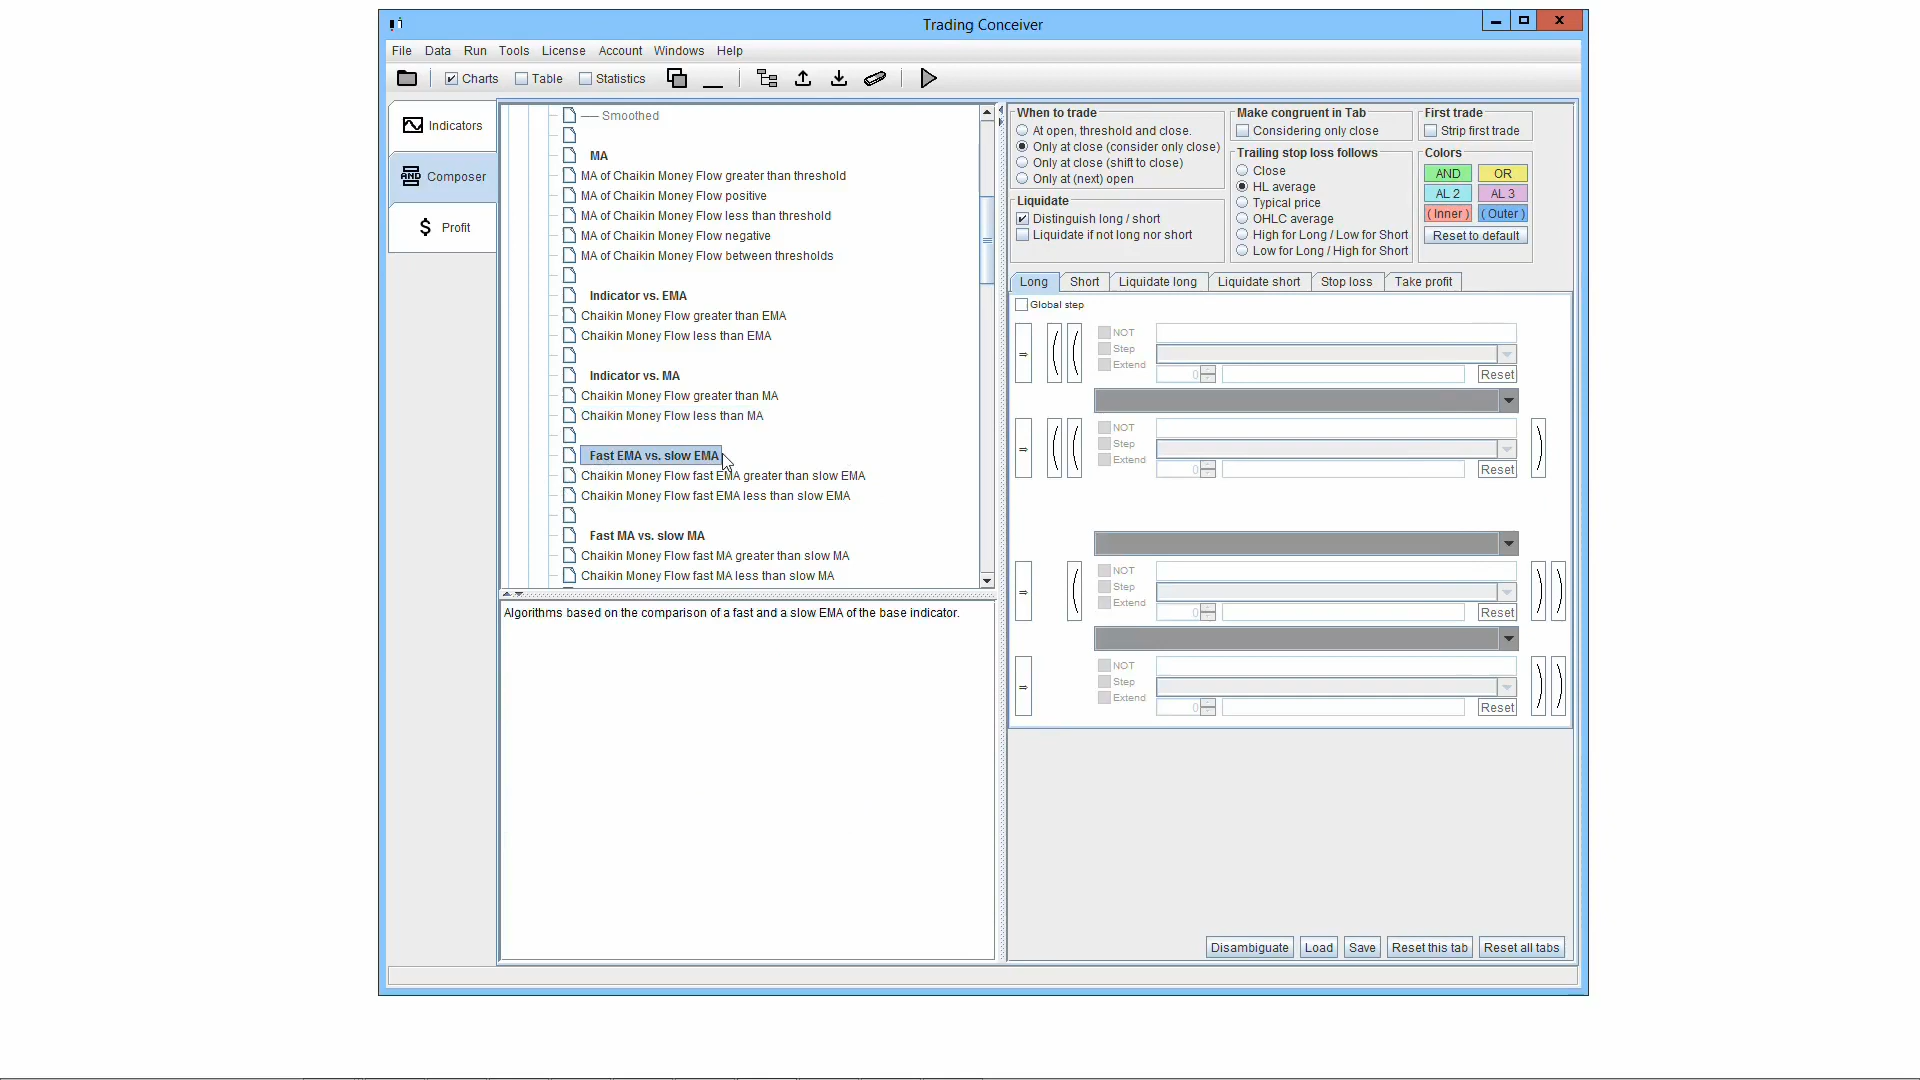 Trading Conceiver
File Data Run Tools License Account Windows Help
Charts Table Statistics
Indicators
Composer
Profit
Smoothed
MA
MA of Chaikin Money Flow greater than threshold
MA of Chaikin Money Flow positive
MA of Chaikin Money Flow less than threshold
MA of Chaikin Money Flow negative
MA of Chaikin Money Flow between thresholds
Indicator vs. EMA
Chaikin Money Flow greater than EMA
Chaikin Money Flow less than EMA
Indicator vs. MA
Chaikin Money Flow greater than MA
Chaikin Money Flow less than MA
Fast EMA vs. slow EMA
Chaikin Money Flow fast EMA greater than slow EMA
Chaikin Money Flow fast EMA less than slow EMA
Fast MA vs. slow MA
Chaikin Money Flow fast MA greater than slow MA
Chaikin Money Flow fast MA less than slow MA
Algorithms based on the comparison of a fast and a slow EMA of the base indicator.
When to trade
At open, threshold and close.
Only at close (consider only close)
Only at close (shift to close)
Only at (next) open
Liquidate
Distinguish long / short
Liquidate if not long nor short
Make congruent in Tab
Considering only close
Trailing stop loss follows
Close
HL average
Typical price
OHLC average
High for Long / Low for Short
Low for Long / High for Short
First trade
Strip first trade
Colors
AND OR
AL 2 AL 3
( Inner ) ( Outer )
Reset to default
Long Short Liquidate long Liquidate short Stop loss Take profit
Global step
⇒ ( ( NOT
Step
Extend
0 Reset
⇒ ( ( NOT )
Step
Extend
0 Reset
⇒ ( NOT ) )
Step
Extend
0 Reset
⇒ NOT ) )
Step
Extend
0 Reset
Disambiguate Load Save Reset this tab Reset all tabs